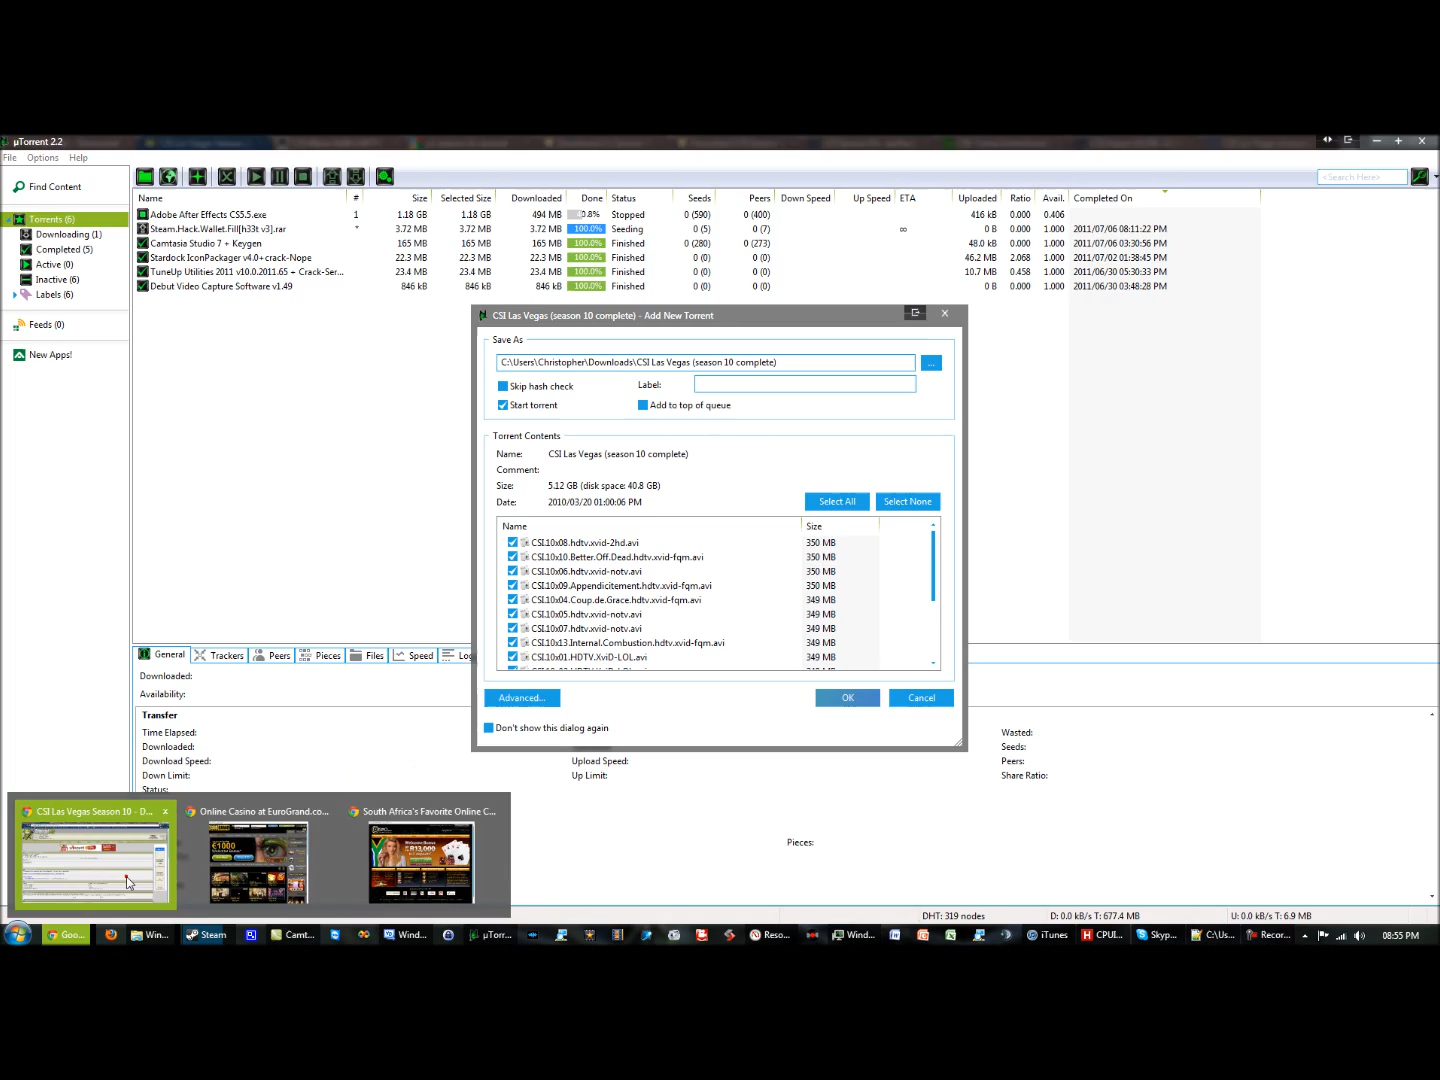 µTorrent 2.2
File Options Help
Find Content
<Search Here>
Name # Size Selected Size Downloaded Done Status Seeds Peers Down Speed Up Speed ETA Uploaded Ratio Avail. Completed On
Torrents (6)
Downloading (1)
Completed (5)
Active (0)
Inactive (6)
Labels (6)
Feeds (0)
New Apps!
Adobe After Effects CS5.5.exe 1 1.18 GB 1.18 GB 494 MB 0.8% Stopped 0 (590) 0 (400) 416 kB 0.000 0.406
Steam.Hack.Wallet.Fill[h33t v3].rar * 3.72 MB 3.72 MB 3.72 MB 100.0% Seeding 0 (5) 0 (7) ∞ 0 B 0.000 1.000 2011/07/06 08:11:22 PM
Camtasia Studio 7 + Keygen 165 MB 165 MB 165 MB 100.0% Finished 0 (280) 0 (273) 48.0 kB 0.000 1.000 2011/07/06 03:30:56 PM
Stardock IconPackager v4.0+crack-Nope 22.3 MB 22.3 MB 22.3 MB 100.0% Finished 0 (0) 0 (0) 46.2 MB 2.068 1.000 2011/07/02 01:38:45 PM
TuneUp Utilities 2011 v10.0.2011.65 + Crack-Ser... 23.4 MB 23.4 MB 23.4 MB 100.0% Finished 0 (0) 0 (0) 10.7 MB 0.458 1.000 2011/06/30 05:30:33 PM
Debut Video Capture Software v1.49 846 kB 846 kB 846 kB 100.0% Finished 0 (0) 0 (0) 0 B 0.000 1.000 2011/06/30 03:48:28 PM
CSI Las Vegas (season 10 complete) - Add New Torrent
Save As
C:\Users\Christopher\Downloads\CSI Las Vegas (season 10 complete)
...
Skip hash check Label:
Start torrent Add to top of queue
Torrent Contents
Name: CSI Las Vegas (season 10 complete)
Comment:
Size: 5.12 GB (disk space: 40.8 GB)
Date: 2010/03/20 01:00:06 PM
Select All Select None
Name Size
CSI.10x08.hdtv.xvid-2hd.avi 350 MB
CSI.10x10.Better.Off.Dead.hdtv.xvid-fqm.avi 350 MB
CSI.10x06.hdtv.xvid-notv.avi 350 MB
CSI.10x09.Appendicitement.hdtv.xvid-fqm.avi 350 MB
CSI.10x04.Coup.de.Grace.hdtv.xvid-fqm.avi 349 MB
CSI.10x05.hdtv.xvid-notv.avi 349 MB
CSI.10x07.hdtv.xvid-notv.avi 349 MB
CSI.10x13.Internal.Combustion.hdtv.xvid-fqm.avi 349 MB
CSI.10x01.HDTV.XviD-LOL.avi 349 MB
Advanced... OK Cancel
Don't show this dialog again
General Trackers Peers Pieces Files Speed Log
Downloaded:
Availability:
Transfer
Time Elapsed: Wasted:
Downloaded: Seeds:
Download Speed: Upload Speed: Peers:
Down Limit: Up Limit: Share Ratio:
Status:
Pieces:
CSI Las Vegas Season 10 - D... x Online Casino at EuroGrand.co... South Africa's Favorite Online C...
€1000
R13,000
DHT: 319 nodes D: 0.0 kB/s T: 677.4 MB U: 0.0 kB/s T: 6.9 MB
Goo... Win... Steam Camt... Wind... µTorr... Reso... Wind... iTunes CPUI... Skyp... C:\Us... Recor... 08:55 PM